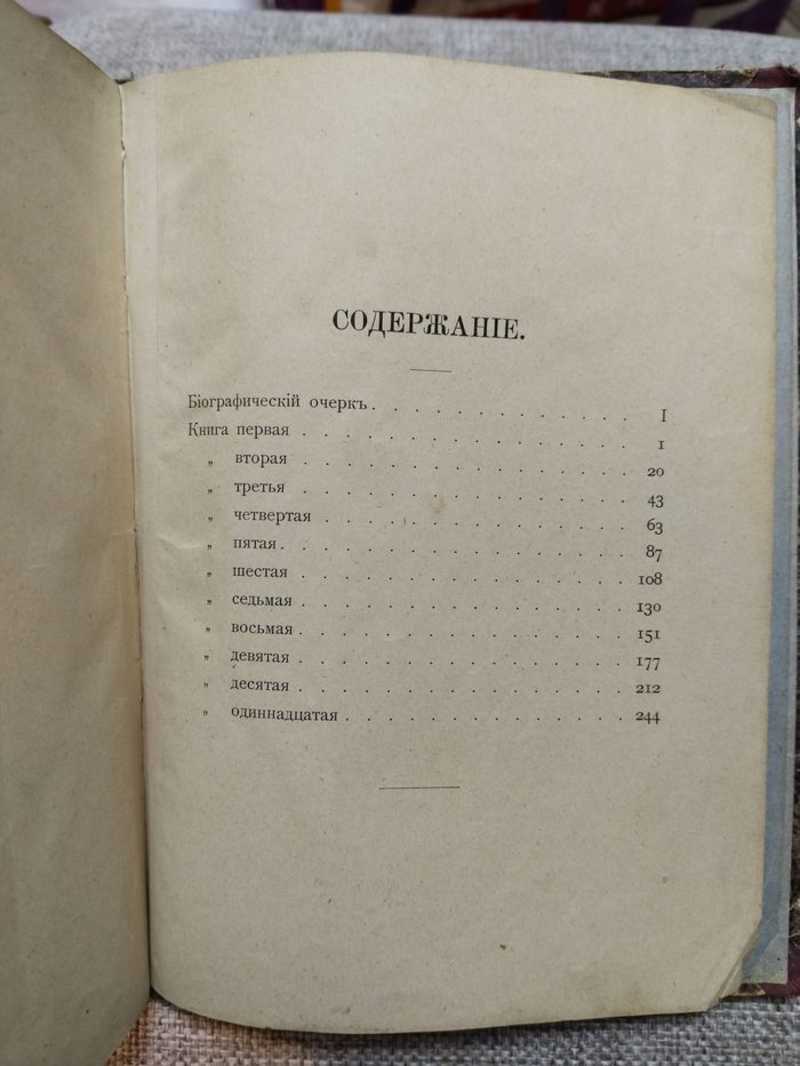 СОДЕРЖАНІЕ.
Біографическій очеркъ . . . . . . . . . . . . . I
Книга первая . . . . . . . . . . . . . . . . 1
„ вторая . . . . . . . . . . . . . . . . 20
„ третья . . . . . . . . . . . . . . . . 43
„ четвертая . . . . . . . . . . . . . . . 63
„ пятая . . . . . . . . . . . . . . . . . 87
„ шестая . . . . . . . . . . . . . . . . 108
„ седьмая . . . . . . . . . . . . . . . . 130
„ восьмая . . . . . . . . . . . . . . . . 151
„ девятая . . . . . . . . . . . . . . . . 177
„ десятая . . . . . . . . . . . . . . . . 212
„ одиннадцатая . . . . . . . . . . . . . . 244